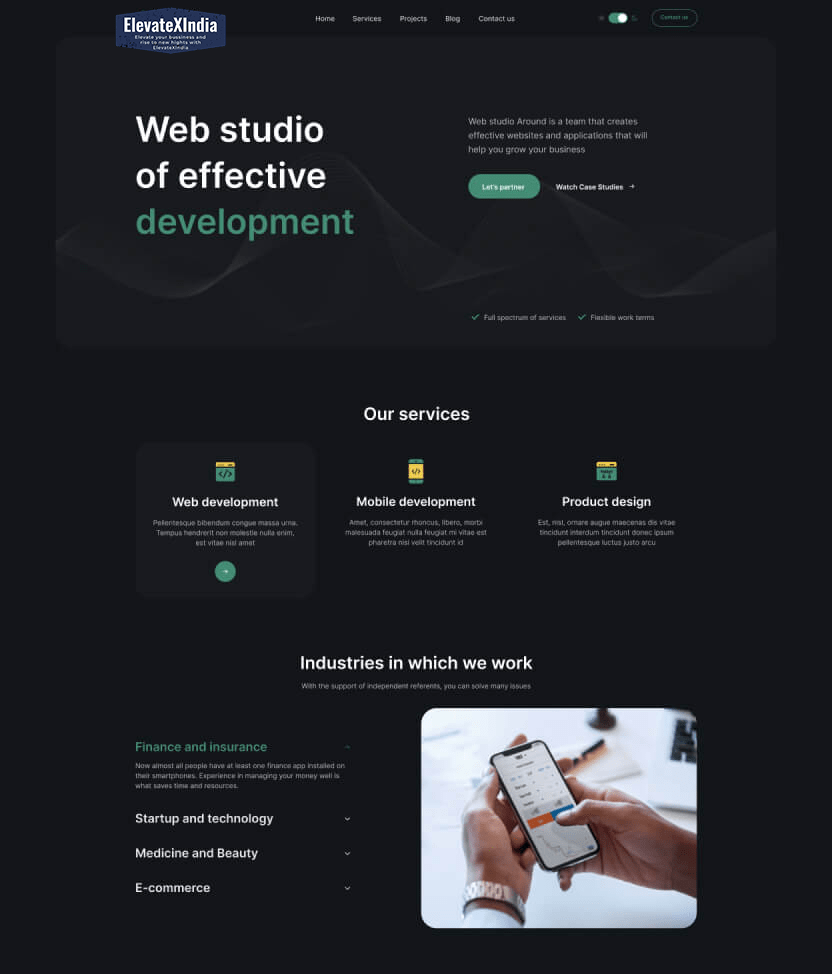 ElevateXIndia
Elevate your bussiness and
rise to new hights with
ElevateXIndia
Home Services Projects Blog Contact us
Contact us
Web studio
of effective
development
Web studio Around is a team that creates
effective websites and applications that will
help you grow your business
Let's partner Watch Case Studies →
Full spectrum of services Flexible work terms
Our services
Web development
Pellentesque bibendum congue massa urna.
Tempus hendrerit non molestie nulla enim,
est vitae nisl amet
Mobile development
Amet, consectetur rhoncus, libero, morbi
malesuada feugiat nulla feugiat mi vitae est
pharetra nisi velit tincidunt id
Product design
Est, nisl, ornare augue maecenas dis vitae
tincidunt interdum tincidunt donec ipsum
pellentesque luctus justo arcu
Industries in which we work
With the support of independent referents, you can solve many issues
Finance and insurance
Now almost all people have at least one finance app installed on
their smartphones. Experience in managing your money well is
what saves time and resources.
Startup and technology
Medicine and Beauty
E-commerce